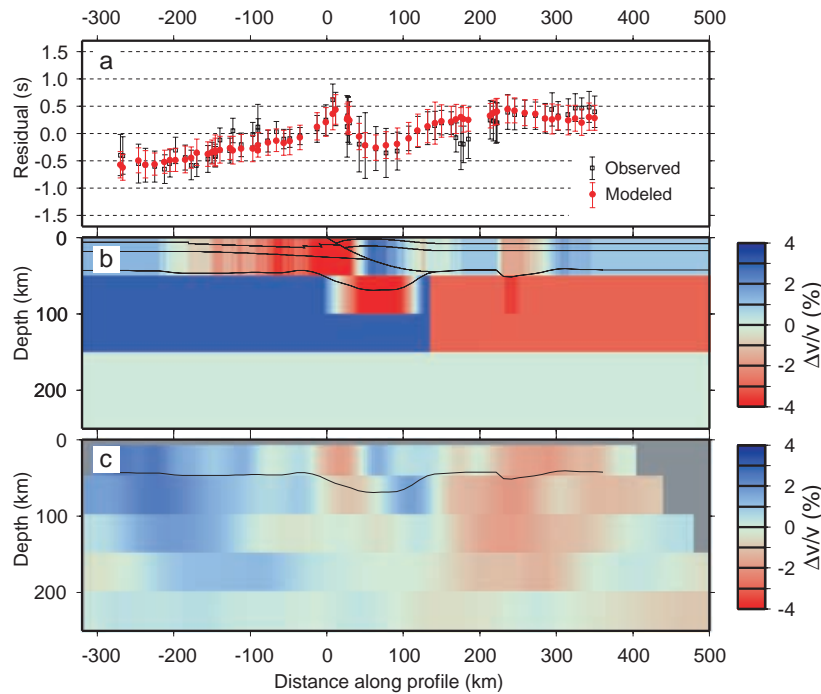 -300 -200 -100 0 100 200 300 400 500
a
Residual (s)
1.5
1.0
0.5
0.0
-0.5
-1.0
-1.5
Observed
Modeled
b
Depth (km)
0
100
200
4
2
0
-2
-4
Δv/v (%)
c
Depth (km)
0
100
200
4
2
0
-2
-4
Δv/v (%)
-300 -200 -100 0 100 200 300 400 500
Distance along profile (km)